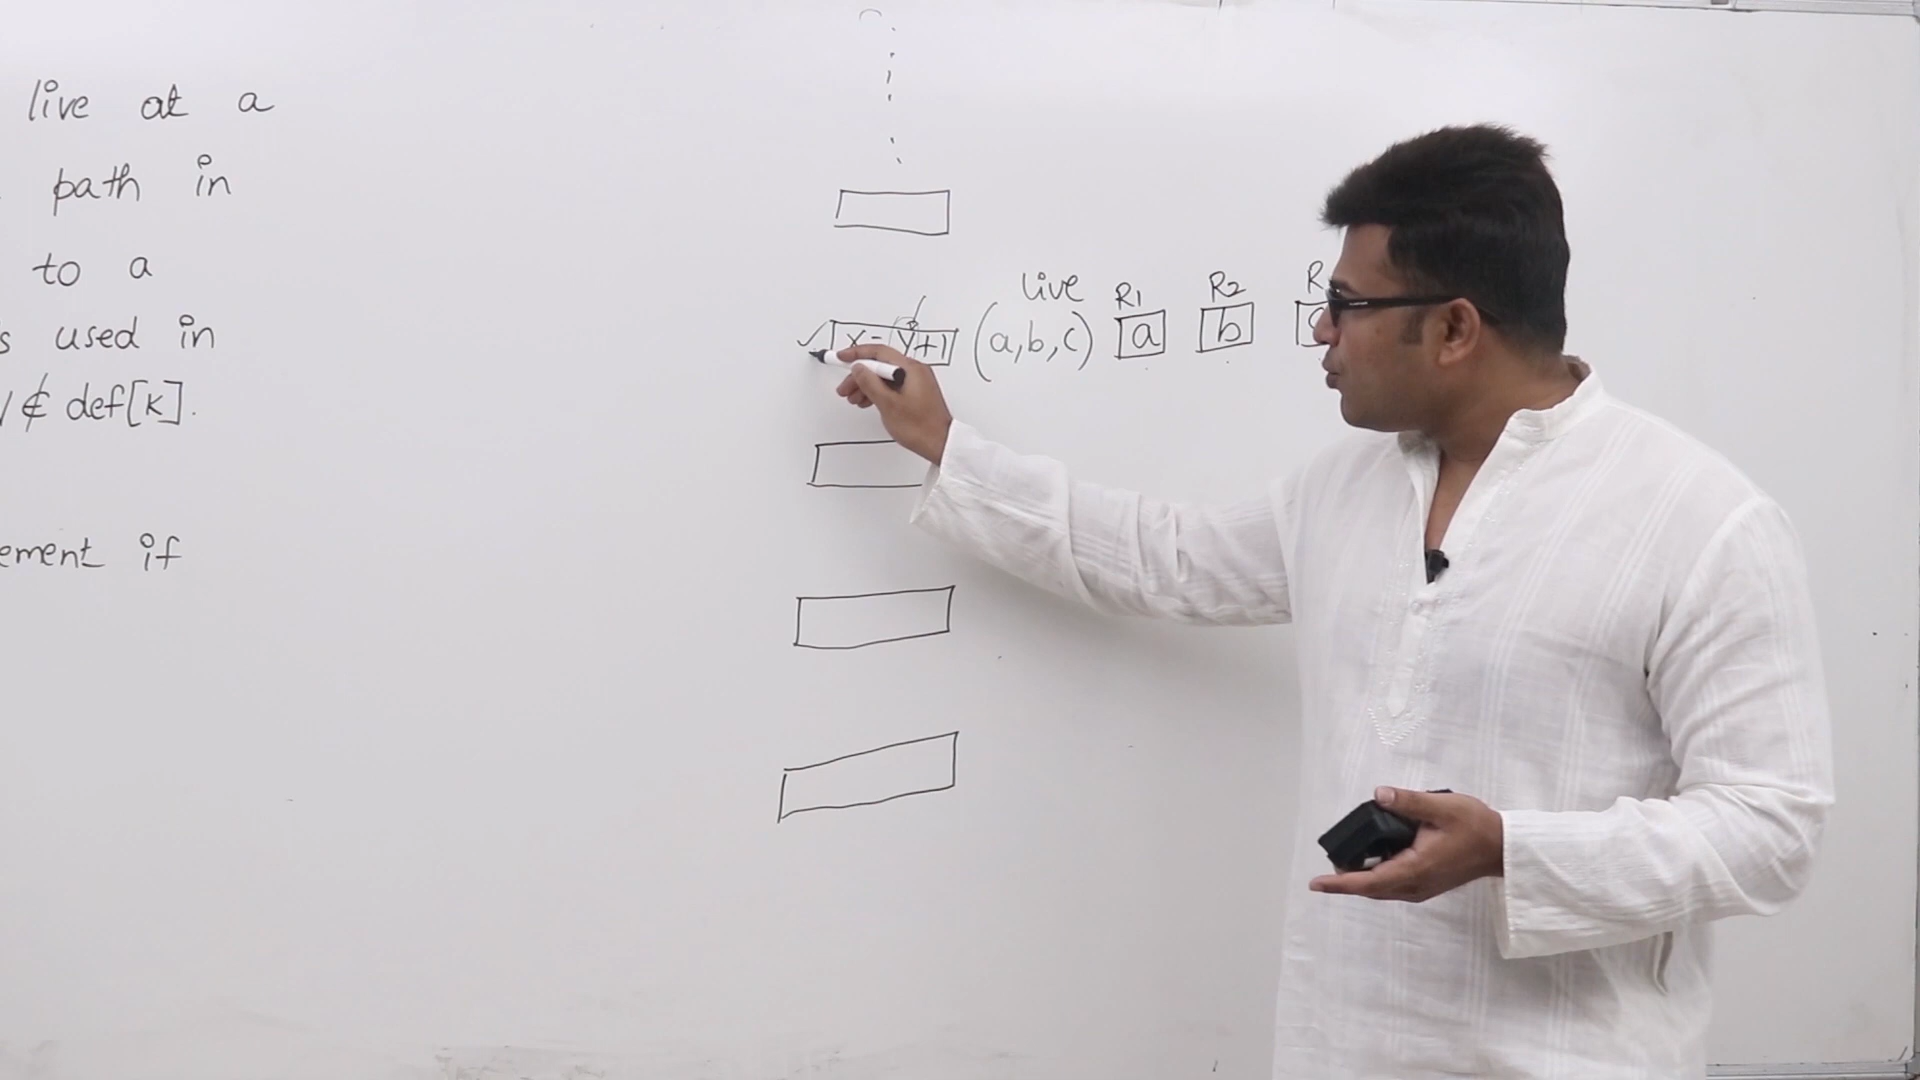 live at a
path in
to a
s used in
∉ def[k].
ement if
live
R1 R2 R
x = y+1 (a,b,c) a b